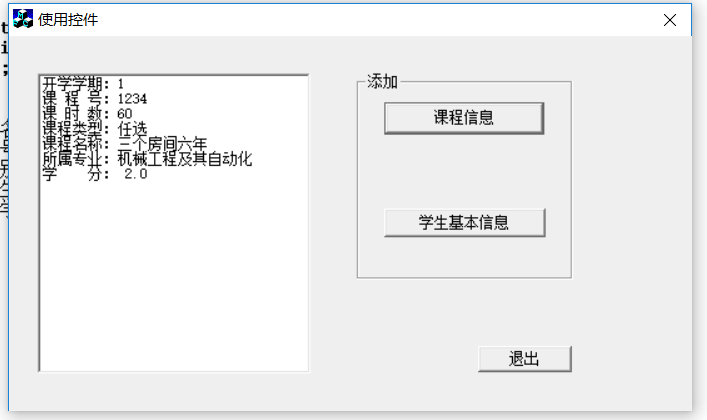 使用控件
开学学期: 1
课 程 号: 1234
课 时 数: 60
课程类型: 任选
课程名称: 三个房间六年
所属专业: 机械工程及其自动化
学 分: 2.0
添加
课程信息
学生基本信息
退出